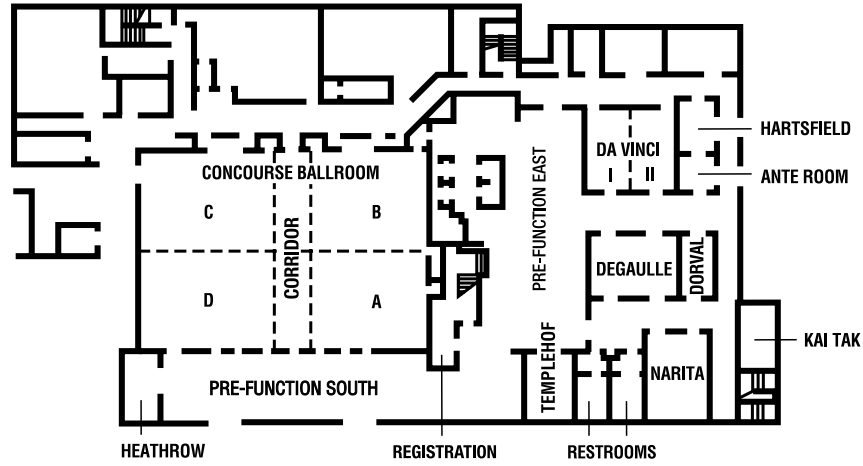 HARTSFIELD
DA VINCI
I II
ANTE ROOM
CONCOURSE BALLROOM
C B
CORRIDOR
PRE-FUNCTION EAST
DEGAULLE
DORVAL
D A
KAI TAK
TEMPLEHOF
NARITA
PRE-FUNCTION SOUTH
HEATHROW
REGISTRATION
RESTROOMS